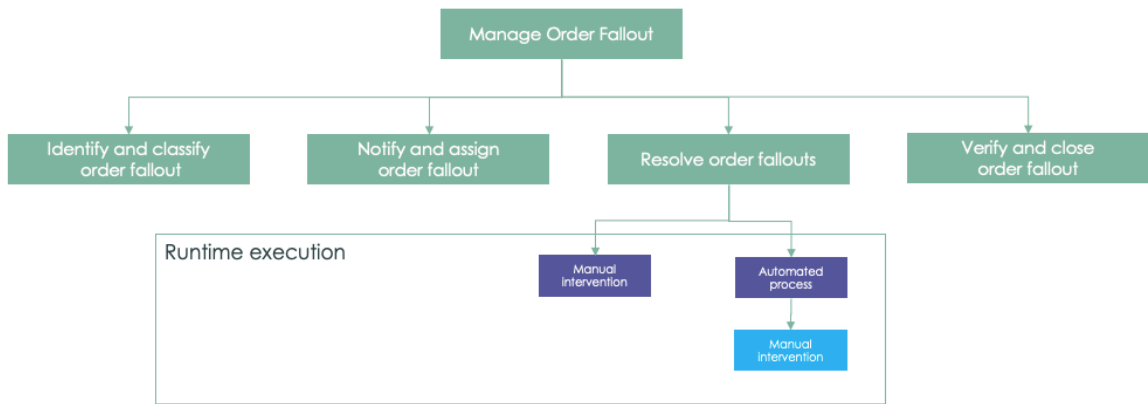 Manage Order Fallout
Identify and classify
order fallout
Notify and assign
order fallout
Resolve order fallouts
Verify and close
order fallout
Runtime execution
Manual
intervention
Automated
process
Manual
intervention